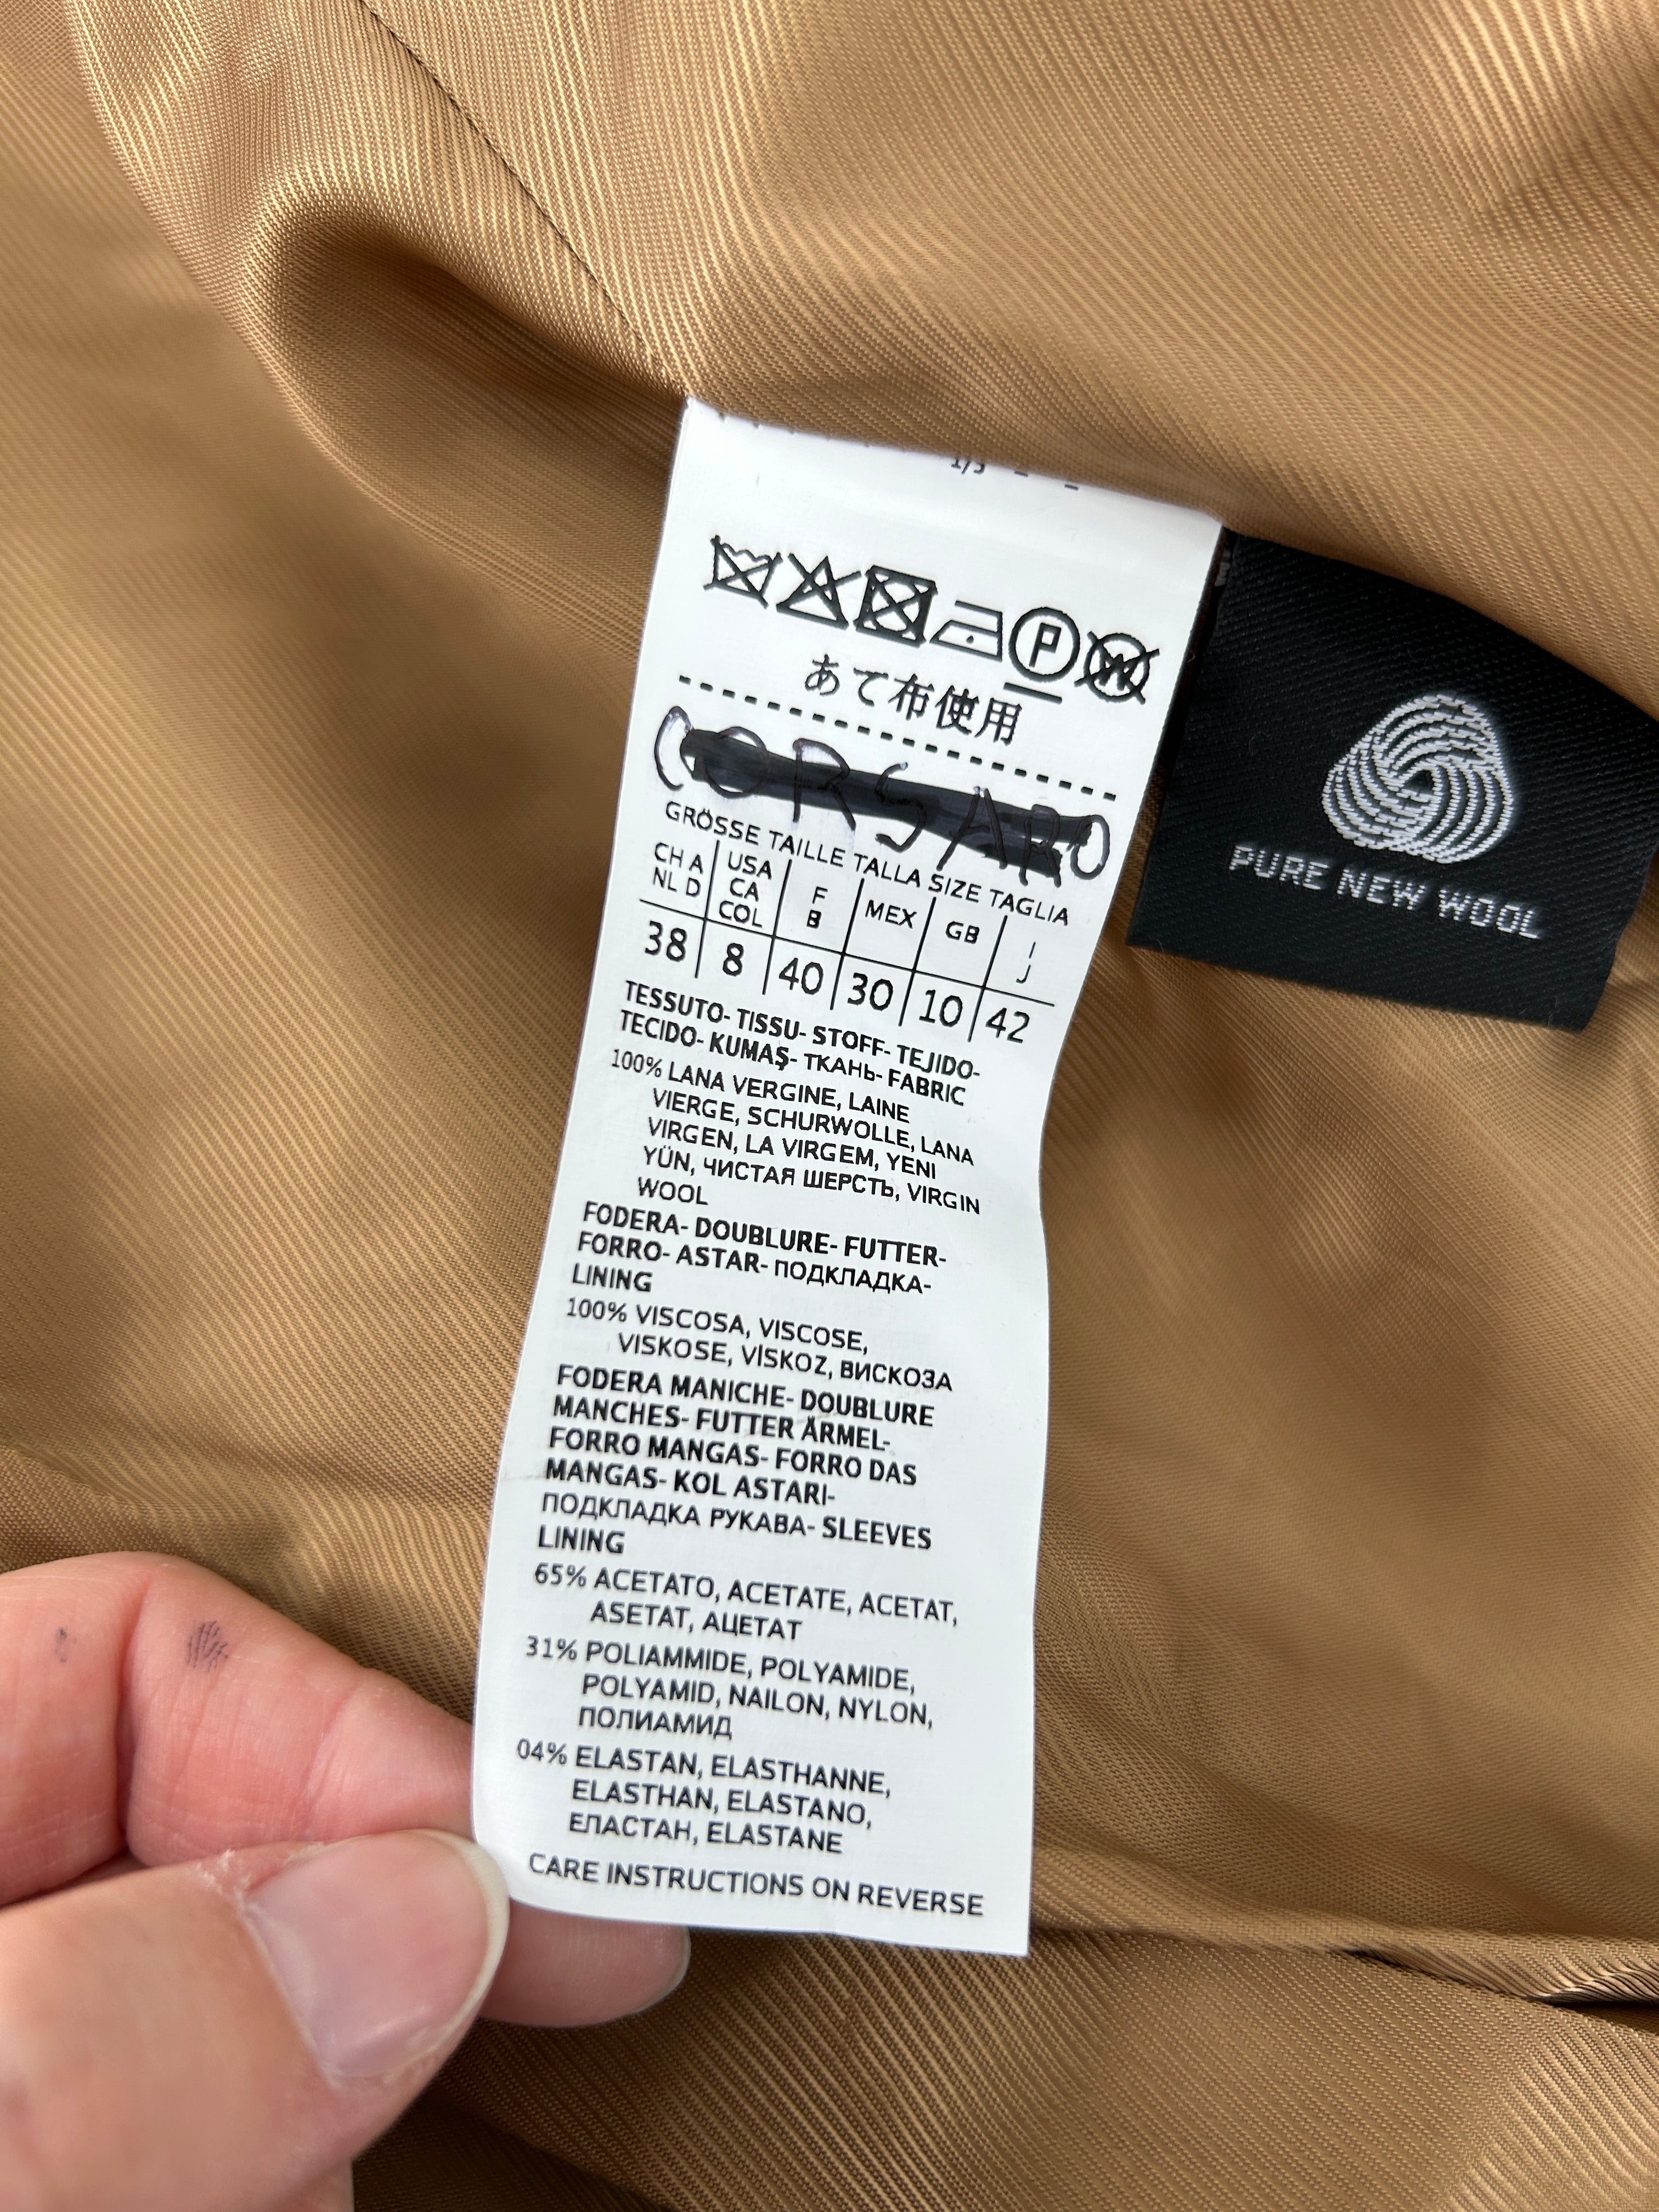 P W
あて布使用
CORSARO
GRÖSSE TAILLE TALLA SIZE TAGLIA
CH A NL D USA CA COL F B MEX GB I J
38 8 40 30 10 42
TESSUTO- TISSU- STOFF- TEJIDO-
TECIDO- KUMAŞ- ТКАНЬ- FABRIC
100% LANA VERGINE, LAINE
VIERGE, SCHURWOLLE, LANA
VIRGEN, LA VIRGEM, YENI
YÜN, ЧИСТАЯ ШЕРСТЬ, VIRGIN
WOOL
FODERA- DOUBLURE- FUTTER-
FORRO- ASTAR- ПОДКЛАДКА-
LINING
100% VISCOSA, VISCOSE,
VISKOSE, VİSKOZ, ВИСКОЗА
FODERA MANICHE- DOUBLURE
MANCHES- FUTTER ÄRMEL-
FORRO MANGAS- FORRO DAS
MANGAS- KOL ASTARI-
ПОДКЛАДКА РУКАВА- SLEEVES
LINING
65% ACETATO, ACETATE, ACETAT,
ASETAT, АЦЕТАТ
31% POLIAMMIDE, POLYAMIDE,
POLYAMID, NAILON, NYLON,
ПОЛИАМИД
04% ELASTAN, ELASTHANNE,
ELASTHAN, ELASTANO,
ЕЛАСТАН, ELASTANE
CARE INSTRUCTIONS ON REVERSE
PURE NEW WOOL